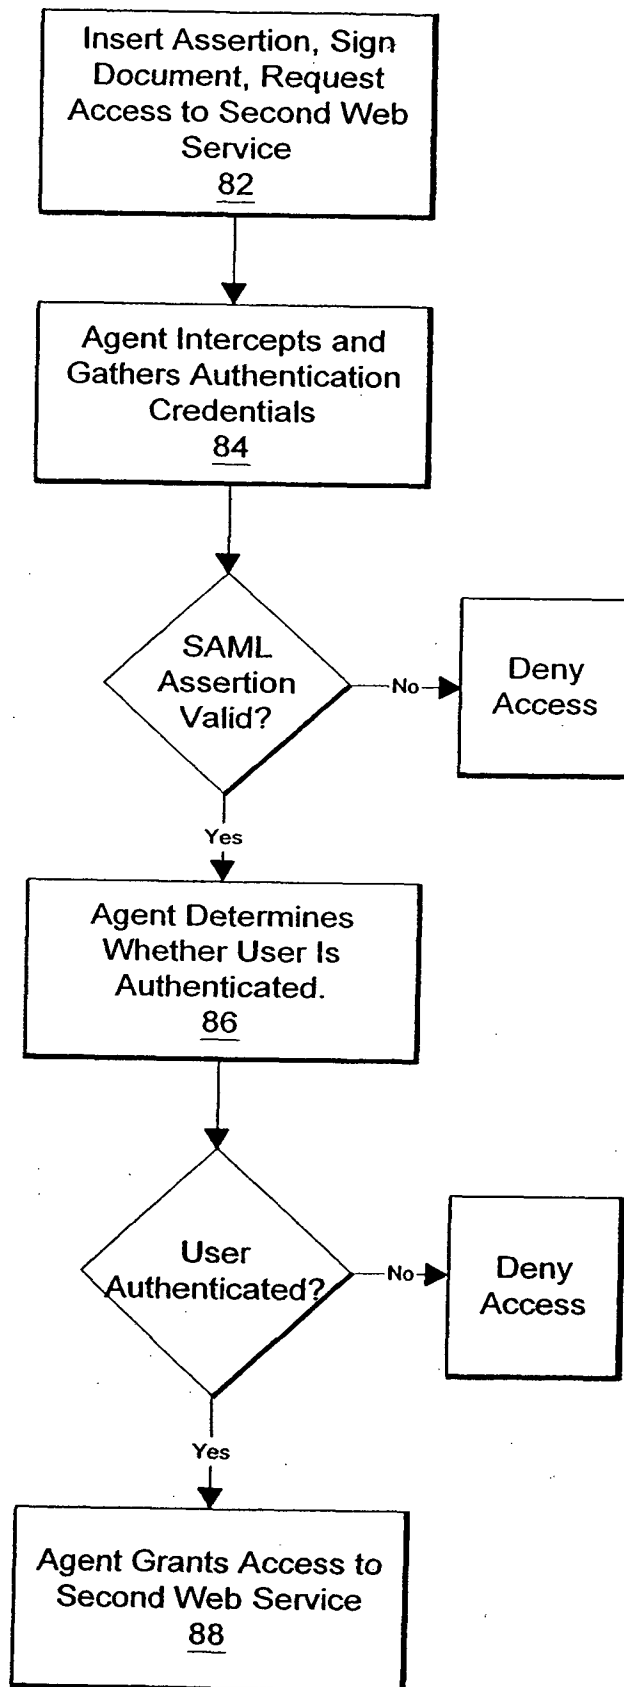 Insert Assertion, Sign
Document, Request
Access to Second Web
Service
82
Agent Intercepts and
Gathers Authentication
Credentials
84
SAML
Assertion
Valid?
No
Deny
Access
Yes
Agent Determines
Whether User Is
Authenticated.
86
User
Authenticated?
No
Deny
Access
Yes
Agent Grants Access to
Second Web Service
88